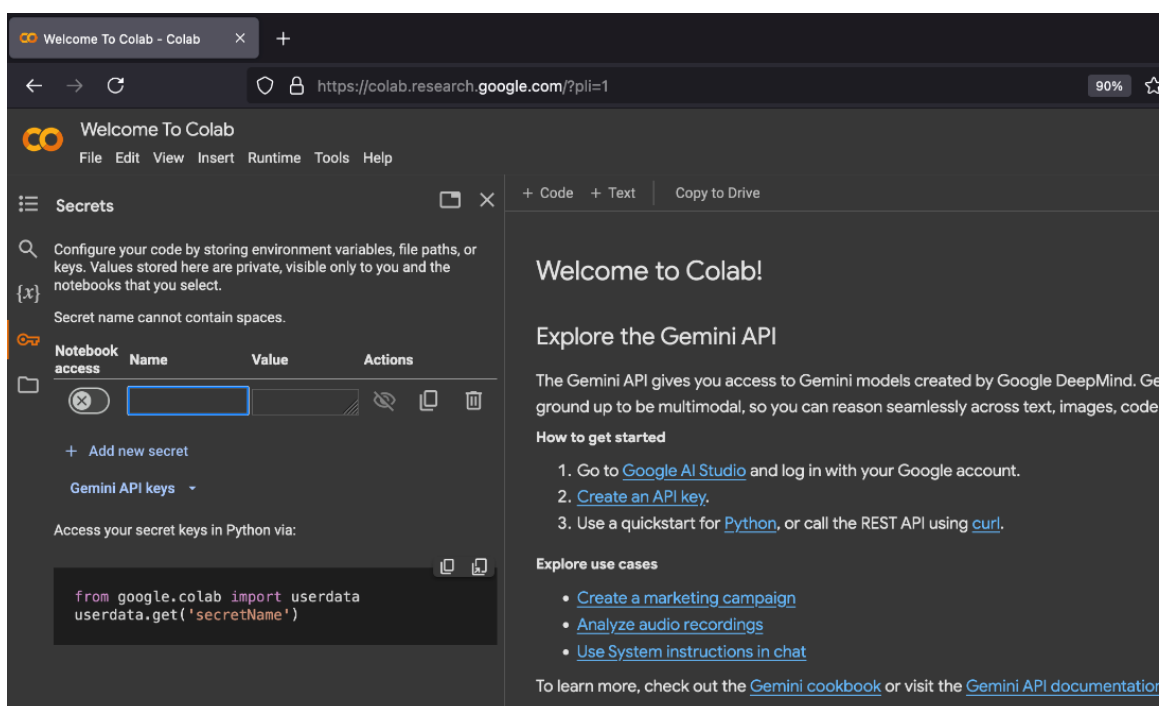 Welcome To Colab - Colab
https://colab.research.google.com/?pli=1
90%
Welcome To Colab
File Edit View Insert Runtime Tools Help
Secrets
Configure your code by storing environment variables, file paths, or
keys. Values stored here are private, visible only to you and the
notebooks that you select.
Secret name cannot contain spaces.
Notebook access Name Value Actions
+ Add new secret
Gemini API keys
Access your secret keys in Python via:
from google.colab import userdata
userdata.get('secretName')
+ Code + Text Copy to Drive
Welcome to Colab!
Explore the Gemini API
The Gemini API gives you access to Gemini models created by Google DeepMind. Ge
ground up to be multimodal, so you can reason seamlessly across text, images, code
How to get started
1. Go to Google AI Studio and log in with your Google account.
2. Create an API key.
3. Use a quickstart for Python, or call the REST API using curl.
Explore use cases
• Create a marketing campaign
• Analyze audio recordings
• Use System instructions in chat
To learn more, check out the Gemini cookbook or visit the Gemini API documentation